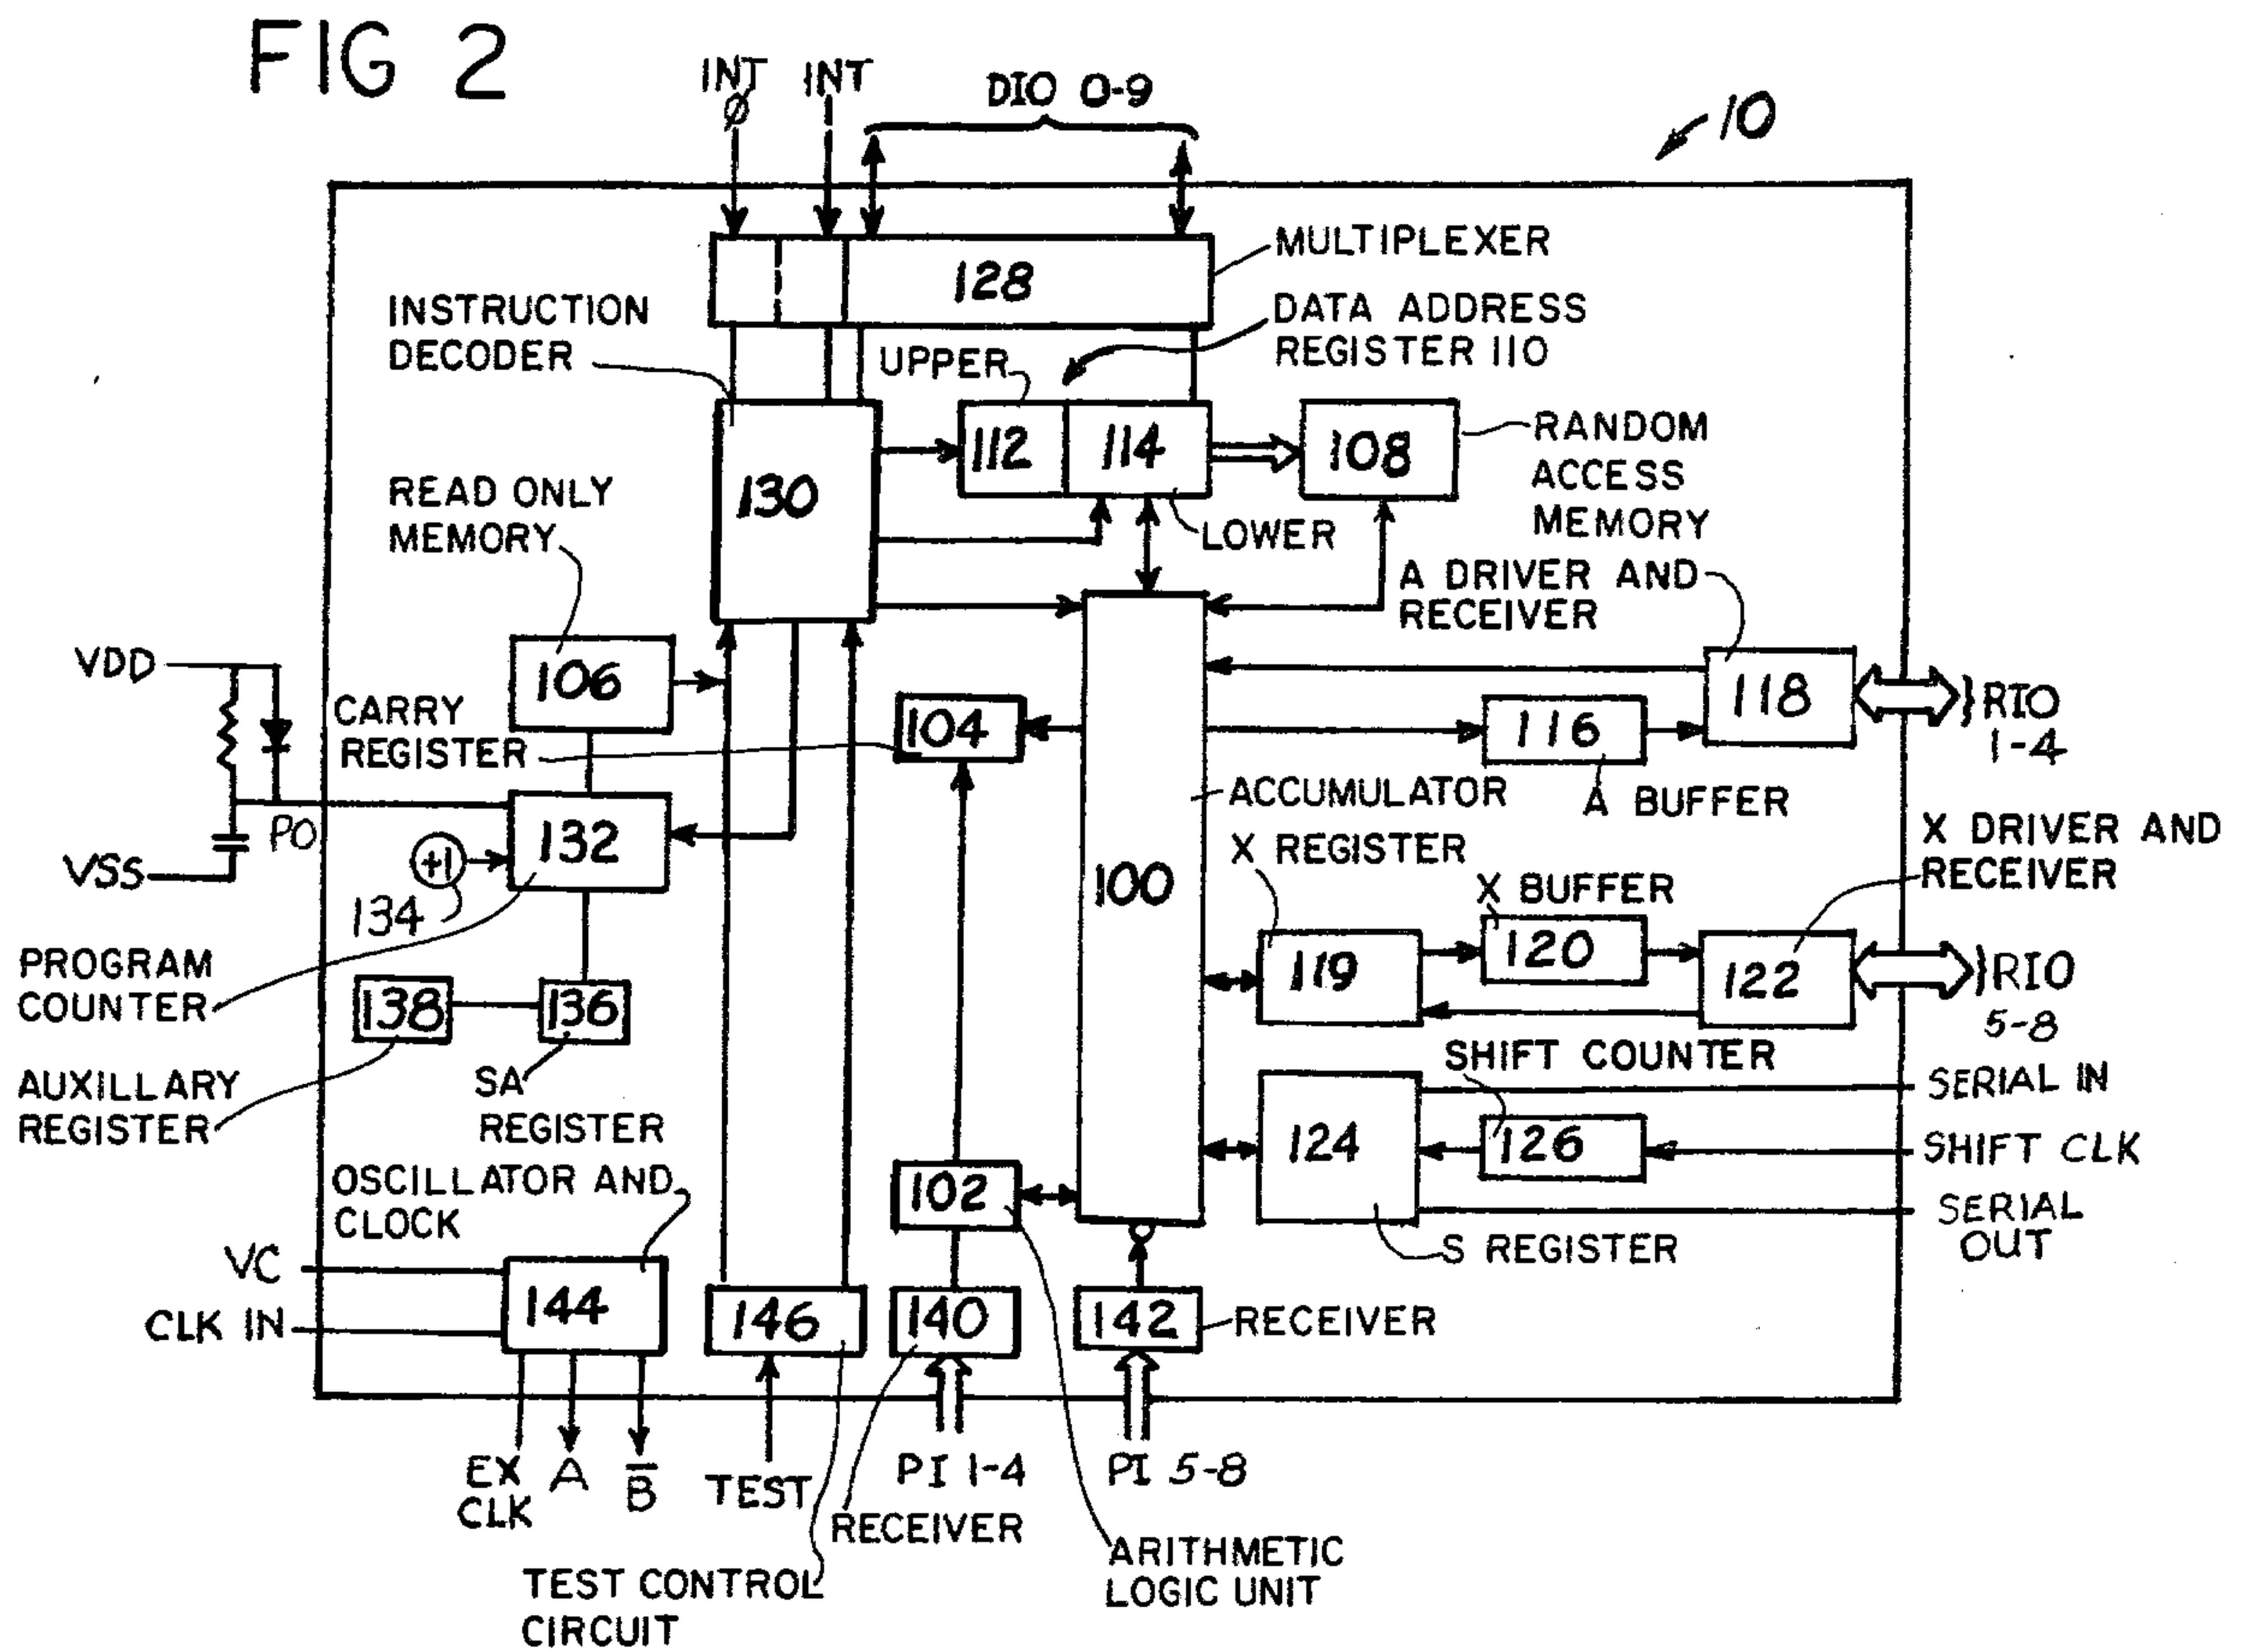 FIG 2
INT
Ø
INT
DIO 0-9
10
128
MULTIPLEXER
INSTRUCTION
DECODER
UPPER
DATA ADDRESS
REGISTER 110
130
112
114
108
LOWER
RANDOM
ACCESS
MEMORY
READ ONLY
MEMORY
106
A DRIVER AND
RECEIVER
118
RIO
1-4
VDD
CARRY
REGISTER
104
116
A BUFFER
ACCUMULATOR
100
PO
VSS
132
+1
134
X REGISTER
119
X BUFFER
120
X DRIVER AND
RECEIVER
122
RIO
5-8
PROGRAM
COUNTER
138
136
AUXILLARY
REGISTER
SA
REGISTER
SHIFT COUNTER
SERIAL IN
124
126
SHIFT CLK
SERIAL
OUT
S REGISTER
102
OSCILLATOR AND
CLOCK
VC
CLK IN
144
146
140
142
RECEIVER
EX
CLK
A
B̅
TEST
PI 1-4
PI 5-8
RECEIVER
TEST CONTROL
CIRCUIT
ARITHMETIC
LOGIC UNIT